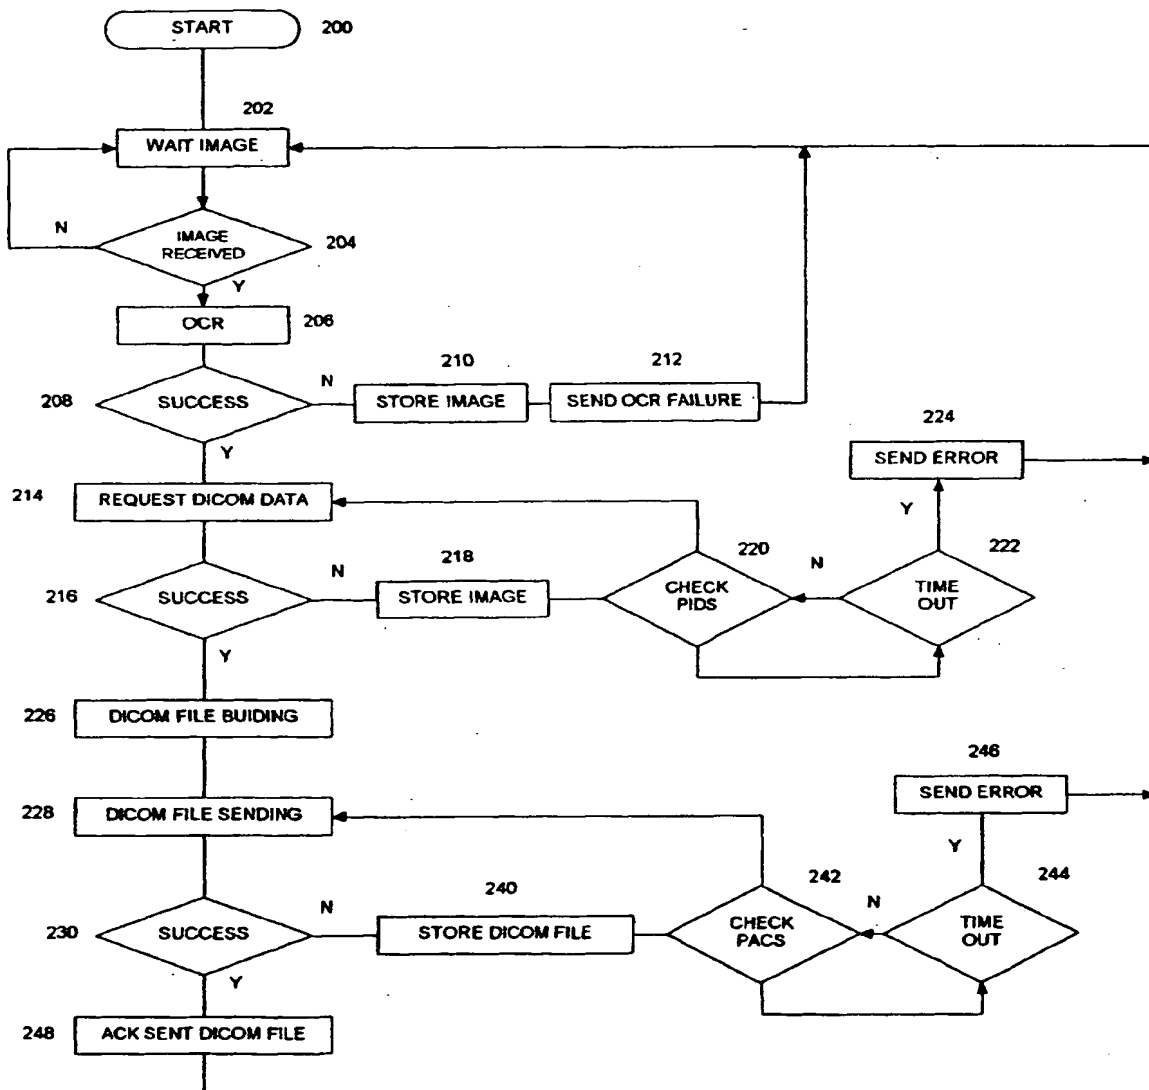 START
200
202
WAIT IMAGE
N
IMAGE
RECEIVED
204
Y
OCR
206
208
SUCCESS
N
210
STORE IMAGE
212
SEND OCR FAILURE
Y
224
SEND ERROR
214
REQUEST DICOM DATA
Y
216
SUCCESS
N
218
STORE IMAGE
220
CHECK
PIDS
N
222
TIME
OUT
Y
226
DICOM FILE BUIDING
246
SEND ERROR
228
DICOM FILE SENDING
Y
230
SUCCESS
N
240
STORE DICOM FILE
242
CHECK
PACS
N
244
TIME
OUT
Y
248
ACK SENT DICOM FILE